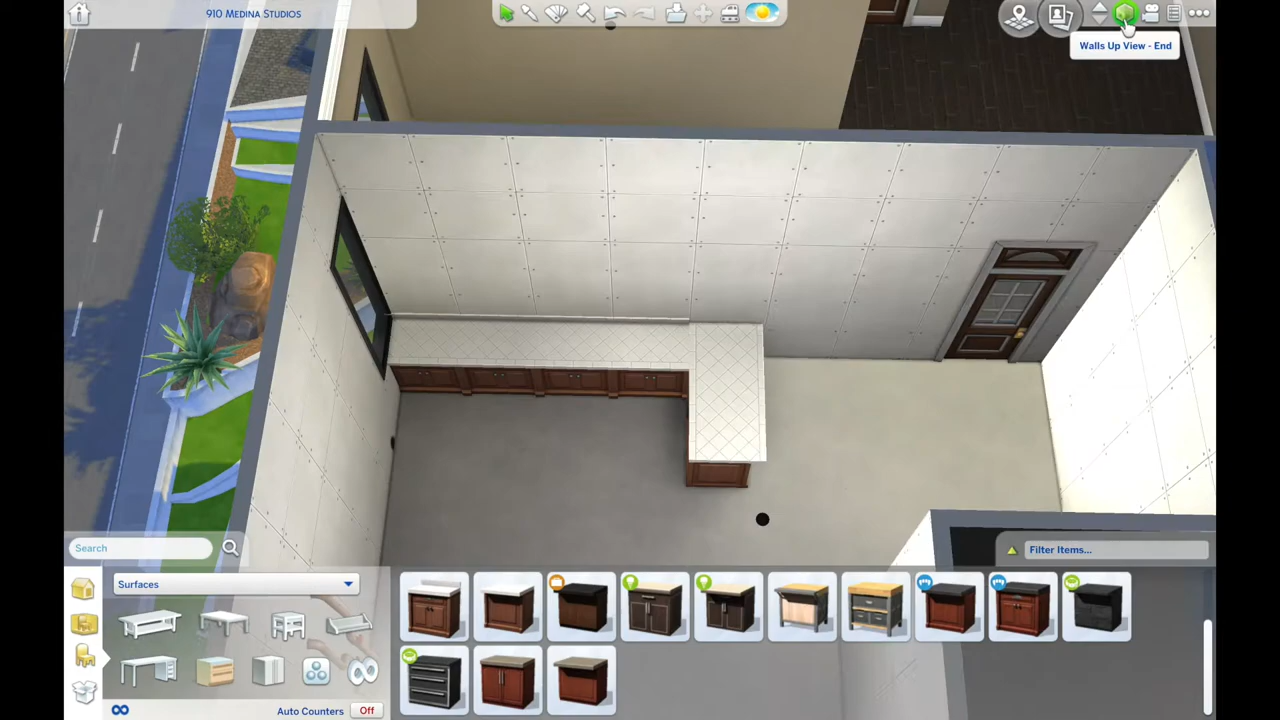 910 MEDINA STUDIOS
Walls Up View - End
Search
Filter Items...
Surfaces
Auto Counters
Off